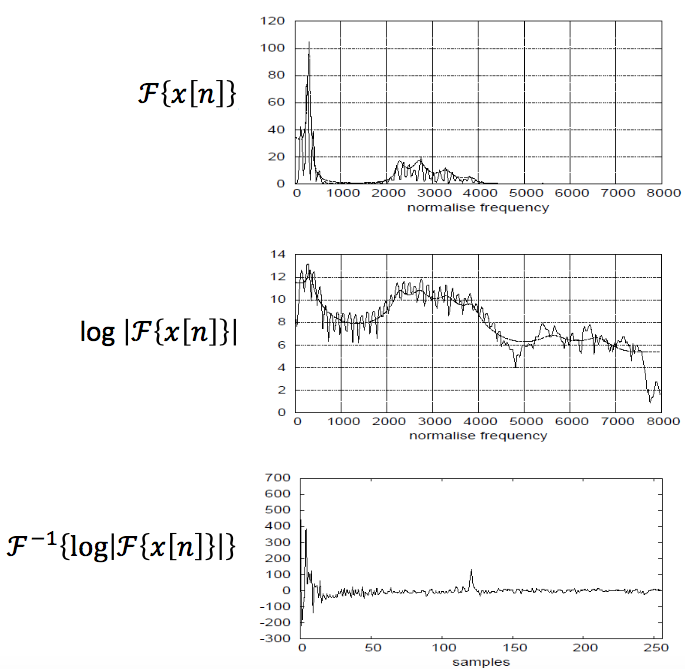 ℱ{x[n]}
120
100
80
60
40
20
0
0 1000 2000 3000 4000 5000 6000 7000 8000
normalise frequency
log |ℱ{x[n]}|
14
12
10
8
6
4
2
0
0 1000 2000 3000 4000 5000 6000 7000 8000
normalise frequency
ℱ⁻¹{log|ℱ{x[n]}|}
700
600
500
400
300
200
100
0
-100
-200
-300
0 50 100 150 200 250
samples